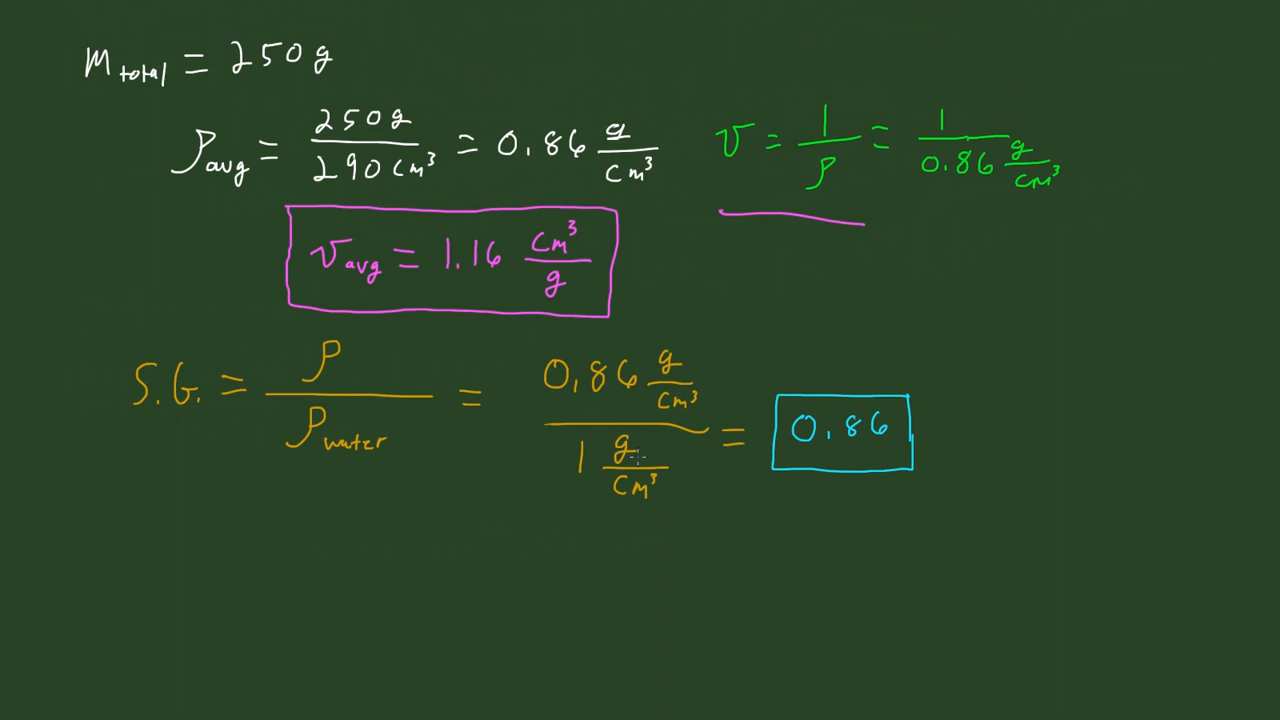 m_total = 250 g
ρ_avg = 250 g / 290 cm³ = 0.86 g/cm³
v = 1/ρ = 1 / 0.86 g/cm³
v_avg = 1.16 cm³/g
S.G. = ρ / ρ_water = 0.86 g/cm³ / 1 g/cm³ = 0.86